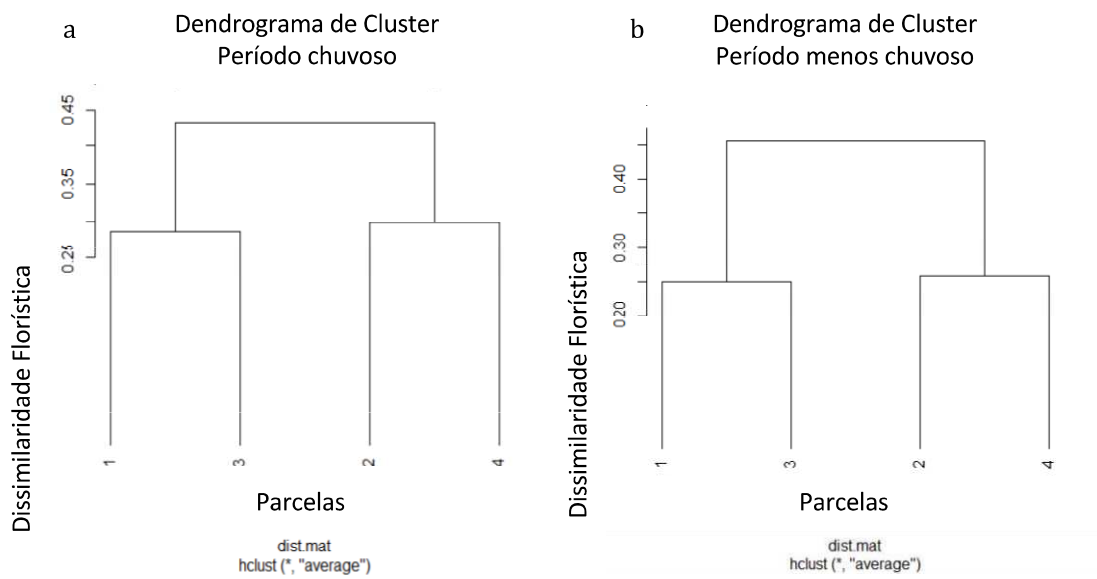 a
Dendrograma de Cluster
Período chuvoso
0.45
0.35
0.25
Dissimilaridade Florística
1
3
2
4
Parcelas
dist.mat
hclust (*, "average")
b
Dendrograma de Cluster
Período menos chuvoso
0.40
0.30
0.20
Dissimilaridade Florística
1
3
2
4
Parcelas
dist.mat
hclust (*, "average")